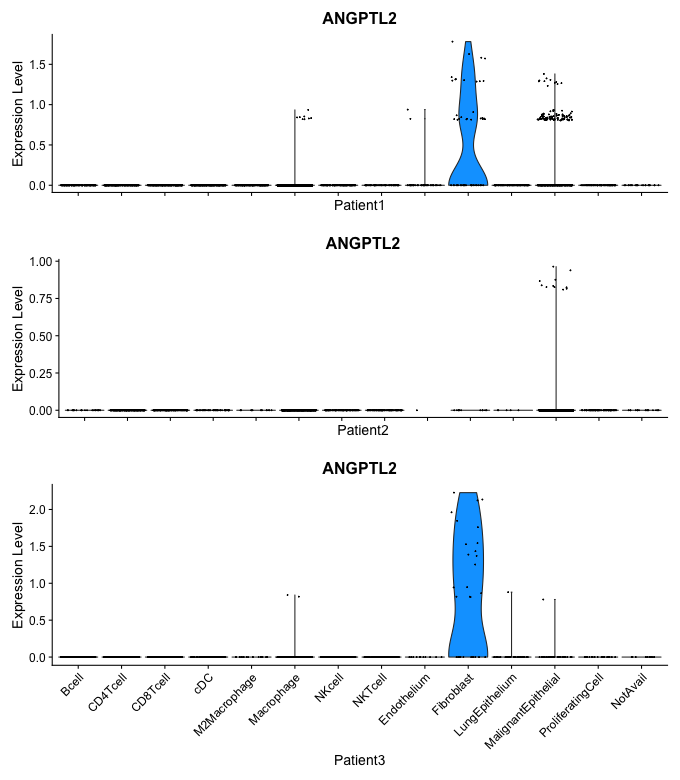 ANGPTL2
Expression Level
1.5
1.0
0.5
0.0
Patient1
ANGPTL2
Expression Level
1.00
0.75
0.50
0.25
0.00
Patient2
ANGPTL2
Expression Level
2.0
1.5
1.0
0.5
0.0
Bcell
CD4Tcell
CD8Tcell
cDC
M2Macrophage
Macrophage
NKcell
NKTcell
Endothelium
Fibroblast
LungEpithelium
MalignantEpithelial
ProliferatingCell
NotAvail
Patient3